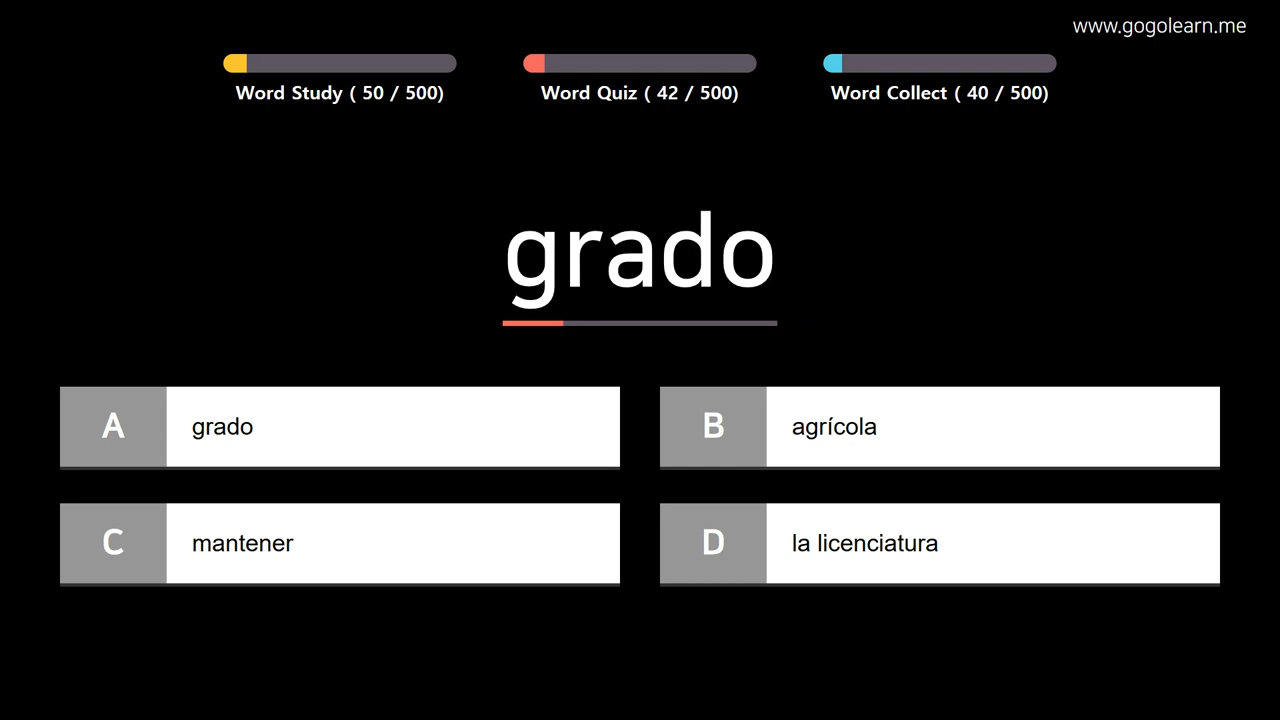 www.gogolearn.me
Word Study ( 50 / 500)
Word Quiz ( 42 / 500)
Word Collect ( 40 / 500)
grado
A grado
B agrícola
C mantener
D la licenciatura